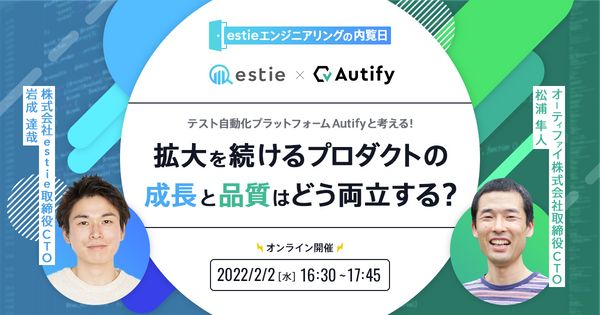 estieエンジニアリングの内覧日
estie × Autify
テスト自動化プラットフォームAutifyと考える!
拡大を続けるプロダクトの
成長と品質はどう両立する?
オンライン開催
2022/2/2[水] 16:30~17:45
株式会社estie取締役CTO
岩成 達哉
オーティファイ株式会社取締役CTO
松浦 隼人